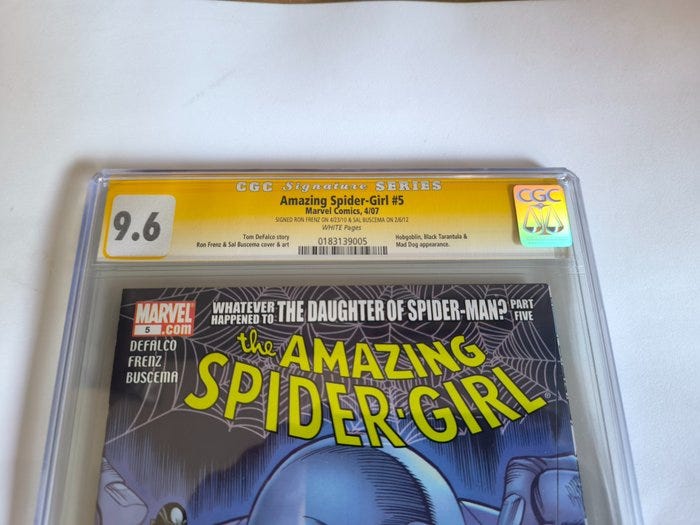 CGC Signature SERIES
Amazing Spider-Girl #5
Marvel Comics, 4/07
SIGNED RON FRENZ ON 4/23/10 & SAL BUSCEMA ON 2/6/12
WHITE Pages
9.6
Tom DeFalco story
Ron Frenz & Sal Buscema cover & art
0183139005
Hobgoblin, Black Tarantula &
Mad Dog appearance.
CGC
MARVEL
5 .com
DEFALCO
FRENZ
BUSCEMA
WHATEVER
HAPPENED TO THE DAUGHTER OF SPIDER-MAN? PART
FIVE
the AMAZING
SPIDER-GIRL